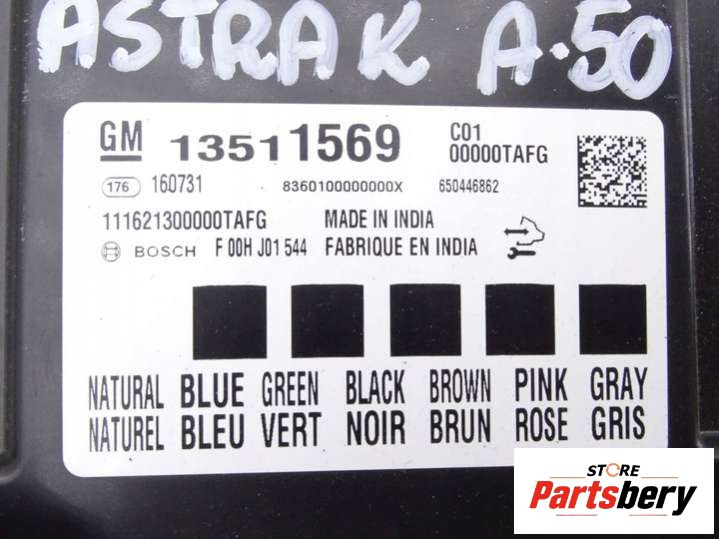 ASTRA K A-50
GM 13511569 C01
00000TAFG
176 160731 8360100000000X 650446862
111621300000TAFG MADE IN INDIA
BOSCH F 00H J01 544 FABRIQUE EN INDIA
NATURAL BLUE GREEN BLACK BROWN PINK GRAY
NATUREL BLEU VERT NOIR BRUN ROSE GRIS
STORE
Partsbery